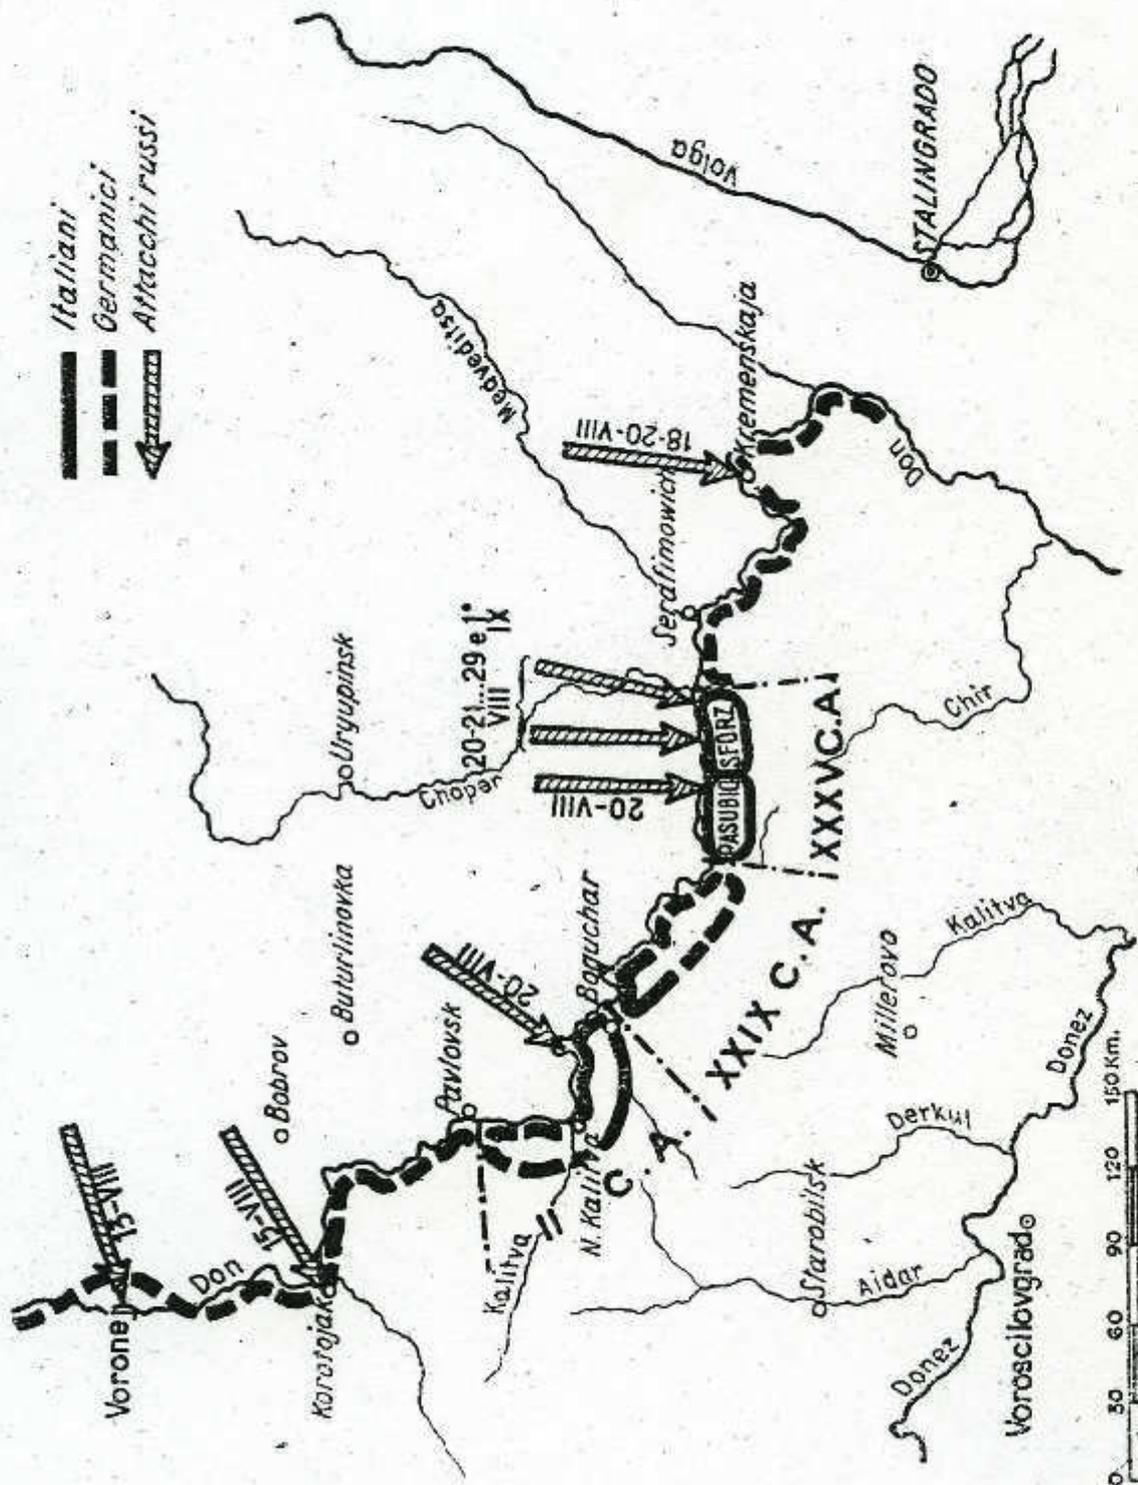 Italiani
Germanici
Attacchi russi
Voronej
13-VIII
Don
15-VIII
Korotojak
Bobrov
Buturlinovka
Uryupinsk
Choper
Medveditsa
Volga
STALINGRADO
Pavlovsk
20-VIII
Boguchar
20-VIII
20-21...29 e 1°
VIII IX
Serafimowich
18-20-VIII
Kremenskaja
Don
Chir
PASUBIO
SFORZ
XXXV C.A.
XXIX C.A.
II C. A.
N. Kalitva
Kalitva
Starobilsk
Aidar
Derkul
Millerovo
Kalitva
Donez
Donez
Voroscilovgrad
0 30 60 90 120 150 Km.